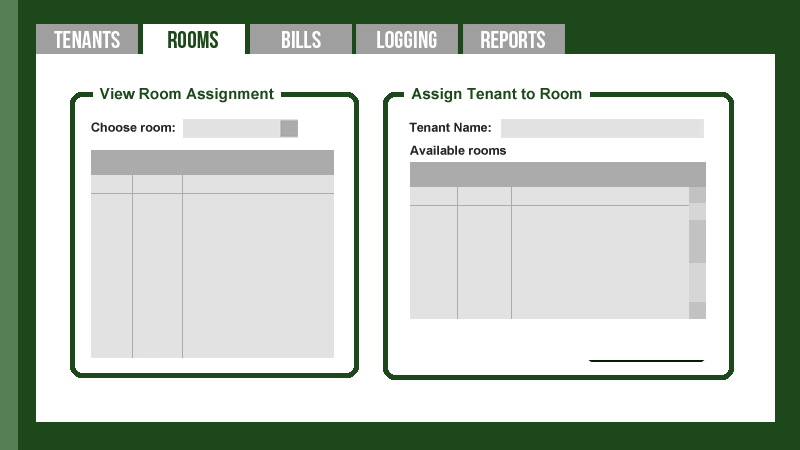 TENANTS
ROOMS
BILLS
LOGGING
REPORTS
View Room Assignment
Choose room:
Assign Tenant to Room
Tenant Name:
Available rooms